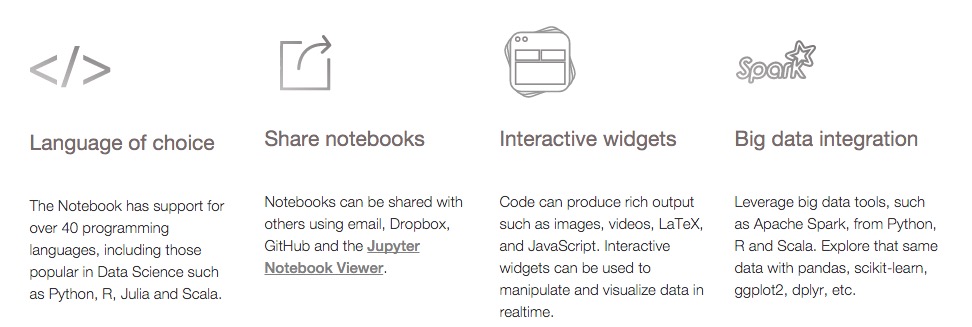 </>
Spark
Language of choice
Share notebooks
Interactive widgets
Big data integration
The Notebook has support for
over 40 programming
languages, including those
popular in Data Science such
as Python, R, Julia and Scala.
Notebooks can be shared with
others using email, Dropbox,
GitHub and the Jupyter
Notebook Viewer.
Code can produce rich output
such as images, videos, LaTeX,
and JavaScript. Interactive
widgets can be used to
manipulate and visualize data in
realtime.
Leverage big data tools, such
as Apache Spark, from Python,
R and Scala. Explore that same
data with pandas, scikit-learn,
ggplot2, dplyr, etc.